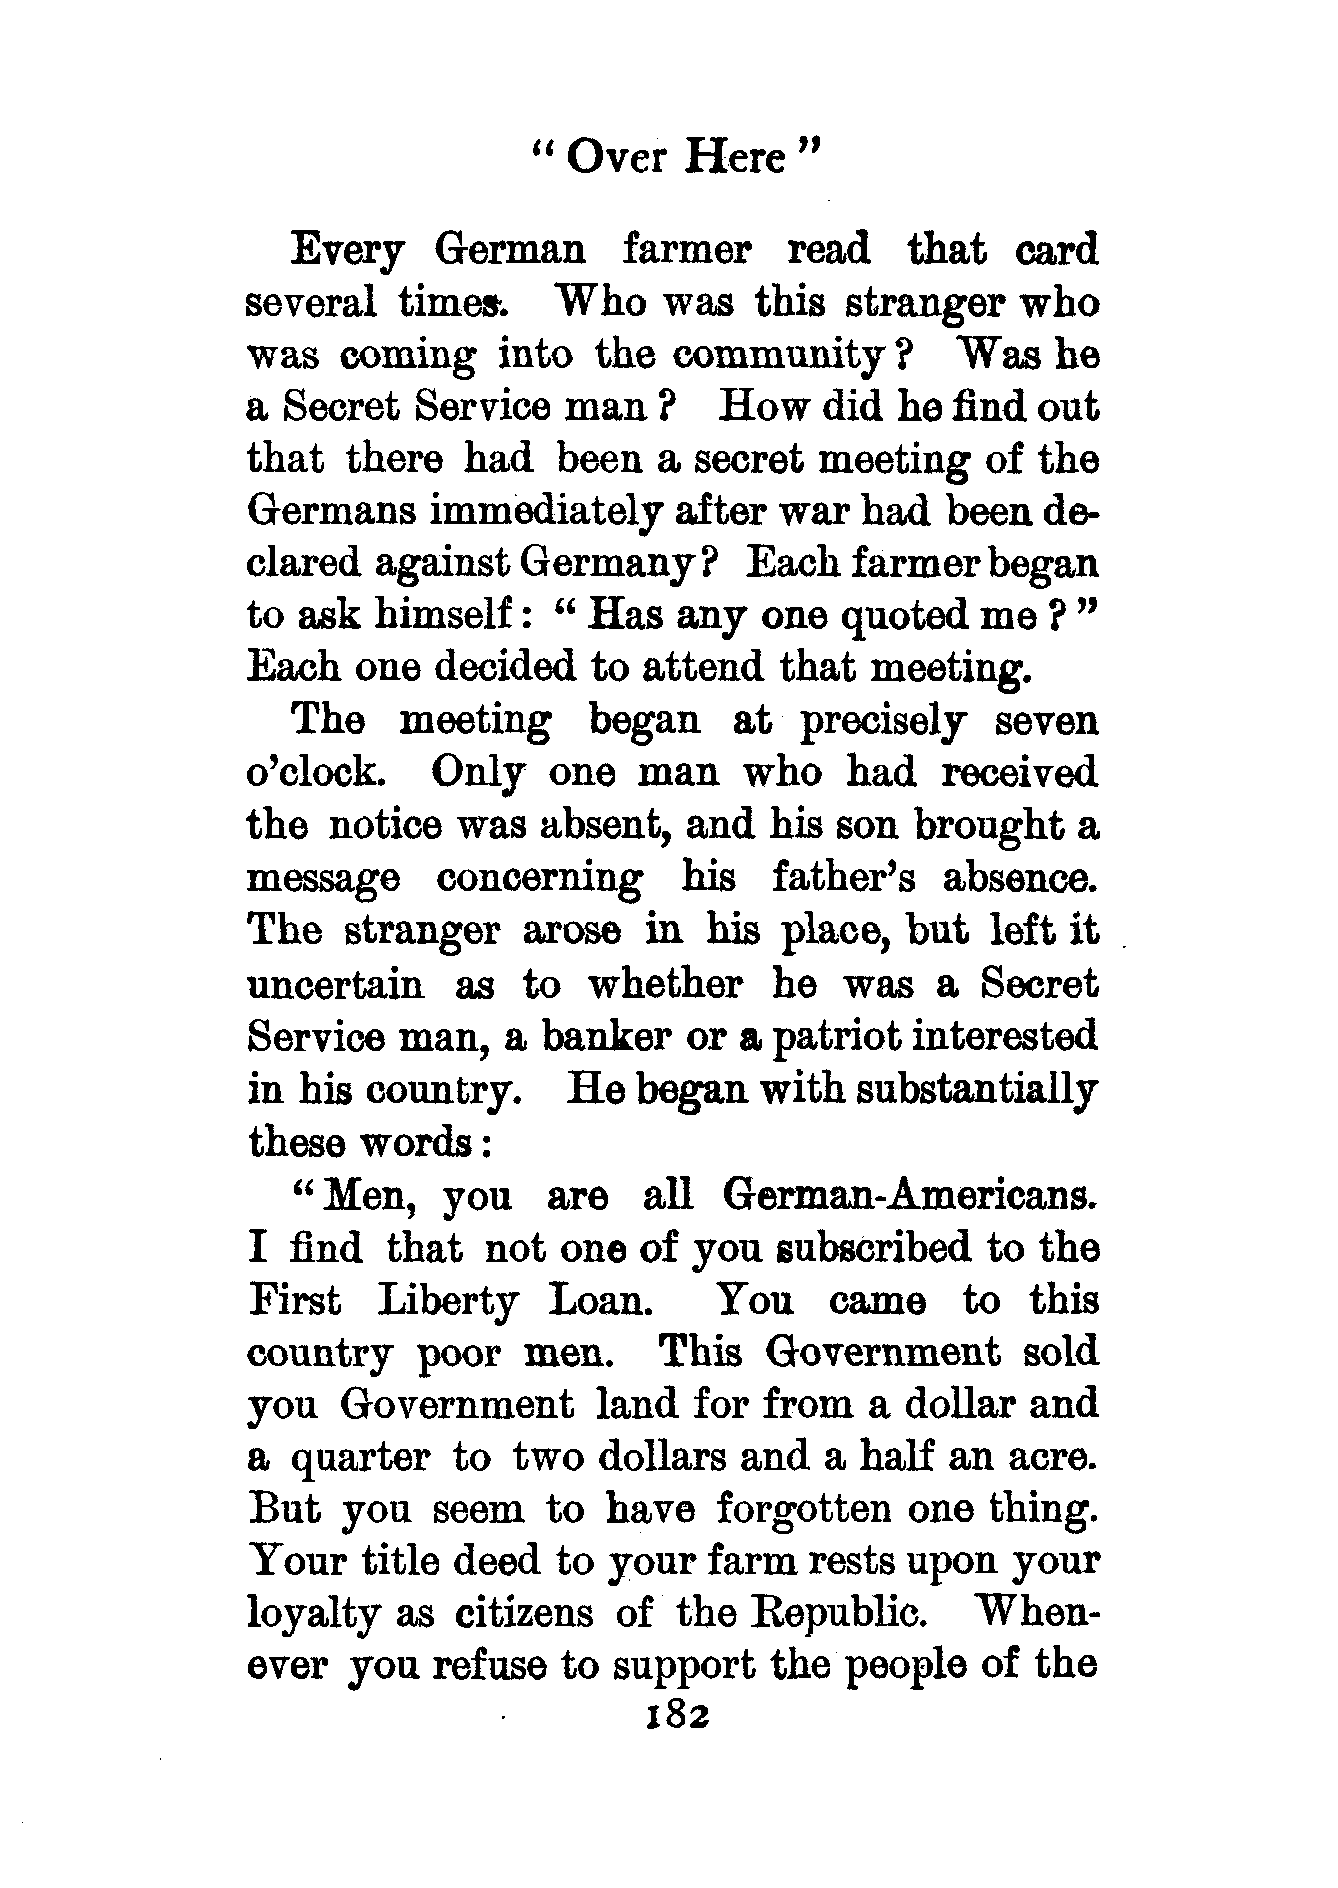 “ Over Here ”
Every German farmer read that card
several times. Who was this stranger who
was coming into the community ? Was he
a Secret Service man ? How did he find out
that there had been a secret meeting of the
Germans immediately after war had been de-
clared against Germany? Each farmer began
to ask himself : “ Has any one quoted me ? ”
Each one decided to attend that meeting.
The meeting began at precisely seven
o’clock. Only one man who had received
the notice was absent, and his son brought a
message concerning his father’s absence.
The stranger arose in his place, but left it
uncertain as to whether he was a Secret
Service man, a banker or a patriot interested
in his country. He began with substantially
these words :
“ Men, you are all German-Americans.
I find that not one of you subscribed to the
First Liberty Loan. You came to this
country poor men. This Government sold
you Government land for from a dollar and
a quarter to two dollars and a half an acre.
But you seem to have forgotten one thing.
Your title deed to your farm rests upon your
loyalty as citizens of the Republic. When-
ever you refuse to support the people of the
182